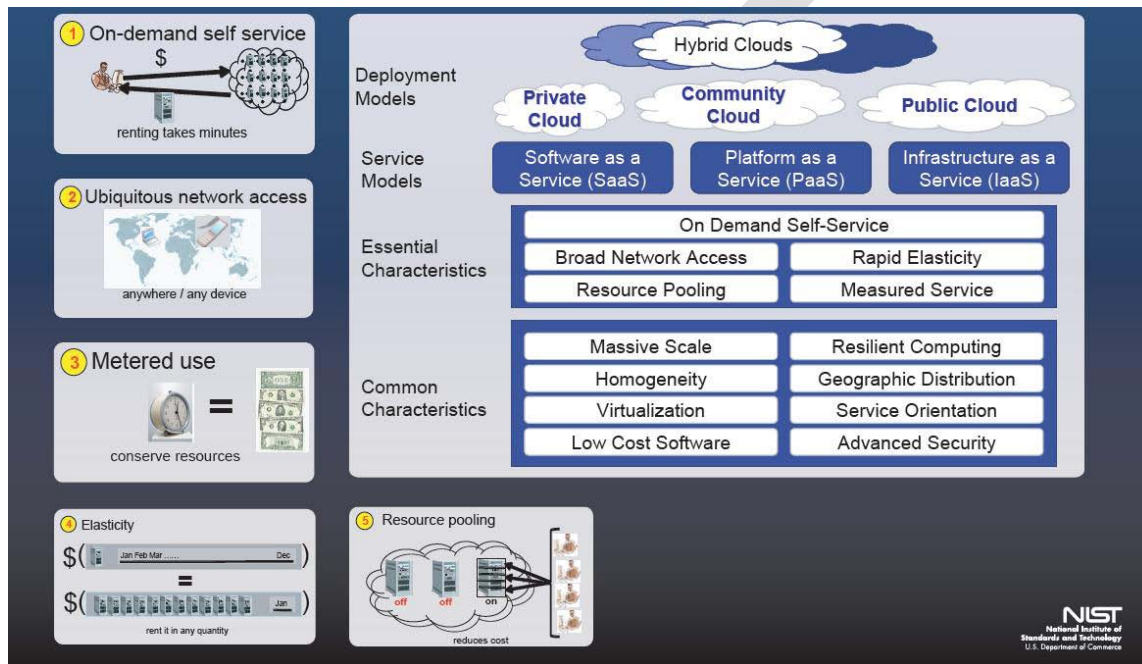 1 On-demand self service
$
renting takes minutes
2 Ubiquitous network access
anywhere / any device
3 Metered use
=
conserve resources
4 Elasticity
$( Jan Feb Mar ...... Dec )
=
$( Jan )
rent it in any quantity
Deployment
Models
Hybrid Clouds
Private
Cloud
Community
Cloud
Public Cloud
Service
Models
Software as a
Service (SaaS)
Platform as a
Service (PaaS)
Infrastructure as a
Service (IaaS)
Essential
Characteristics
On Demand Self-Service
Broad Network Access
Rapid Elasticity
Resource Pooling
Measured Service
Common
Characteristics
Massive Scale
Resilient Computing
Homogeneity
Geographic Distribution
Virtualization
Service Orientation
Low Cost Software
Advanced Security
5 Resource pooling
off off on
reduces cost
NIST
National Institute of
Standards and Technology
U.S. Department of Commerce